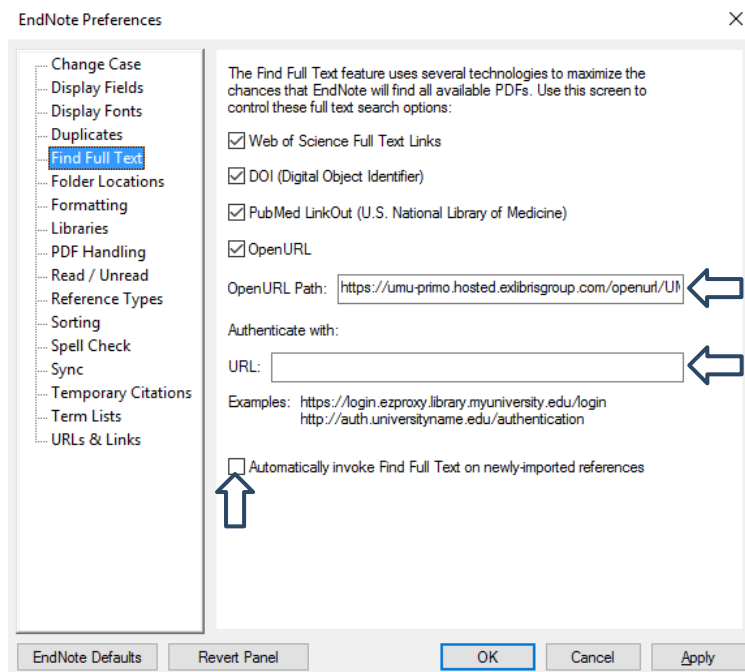 EndNote Preferences
Change Case
Display Fields
Display Fonts
Duplicates
Find Full Text
Folder Locations
Formatting
Libraries
PDF Handling
Read / Unread
Reference Types
Sorting
Spell Check
Sync
Temporary Citations
Term Lists
URLs & Links
The Find Full Text feature uses several technologies to maximize the
chances that EndNote will find all available PDFs. Use this screen to
control these full text search options:
Web of Science Full Text Links
DOI (Digital Object Identifier)
PubMed LinkOut (U.S. National Library of Medicine)
OpenURL
OpenURL Path: https://umu-primo.hosted.exlibrisgroup.com/openurl/UM
Authenticate with:
URL:
Examples: https://login.ezproxy.library.myuniversity.edu/login
http://auth.universityname.edu/authentication
Automatically invoke Find Full Text on newly-imported references
EndNote Defaults
Revert Panel
OK
Cancel
Apply